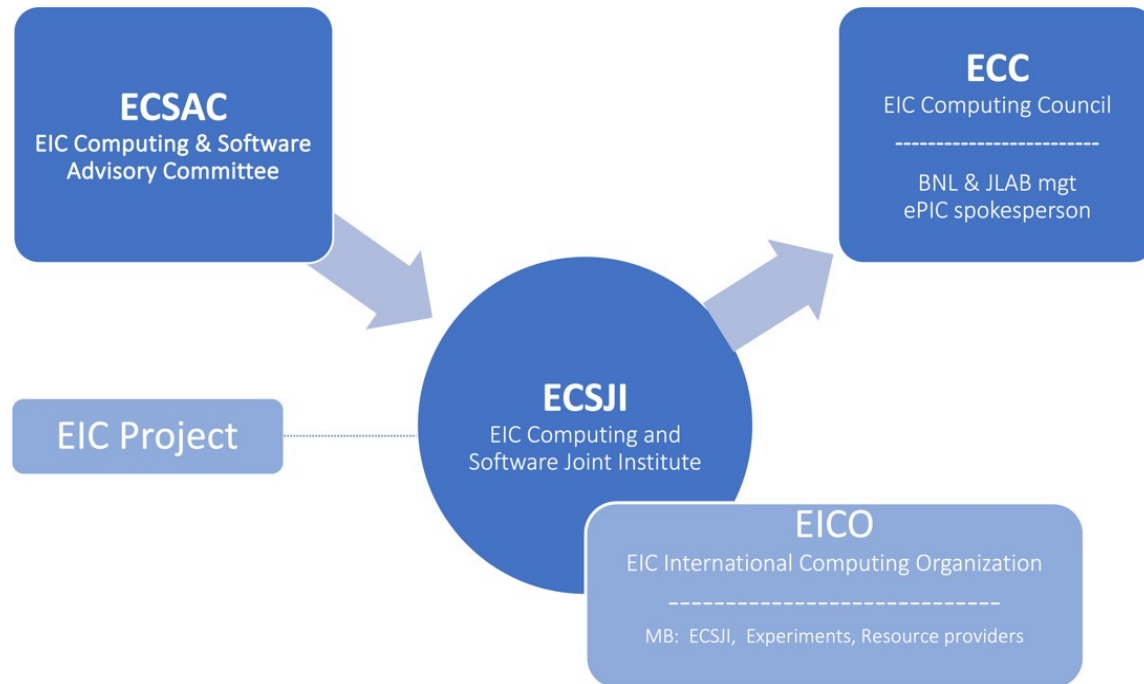 ECSAC
EIC Computing & Software
Advisory Committee
ECC
EIC Computing Council
-------------------------
BNL & JLAB mgt
ePIC spokesperson
EIC Project
ECSJI
EIC Computing and
Software Joint Institute
EICO
EIC International Computing Organization
------------------------------
MB: ECSJI, Experiments, Resource providers